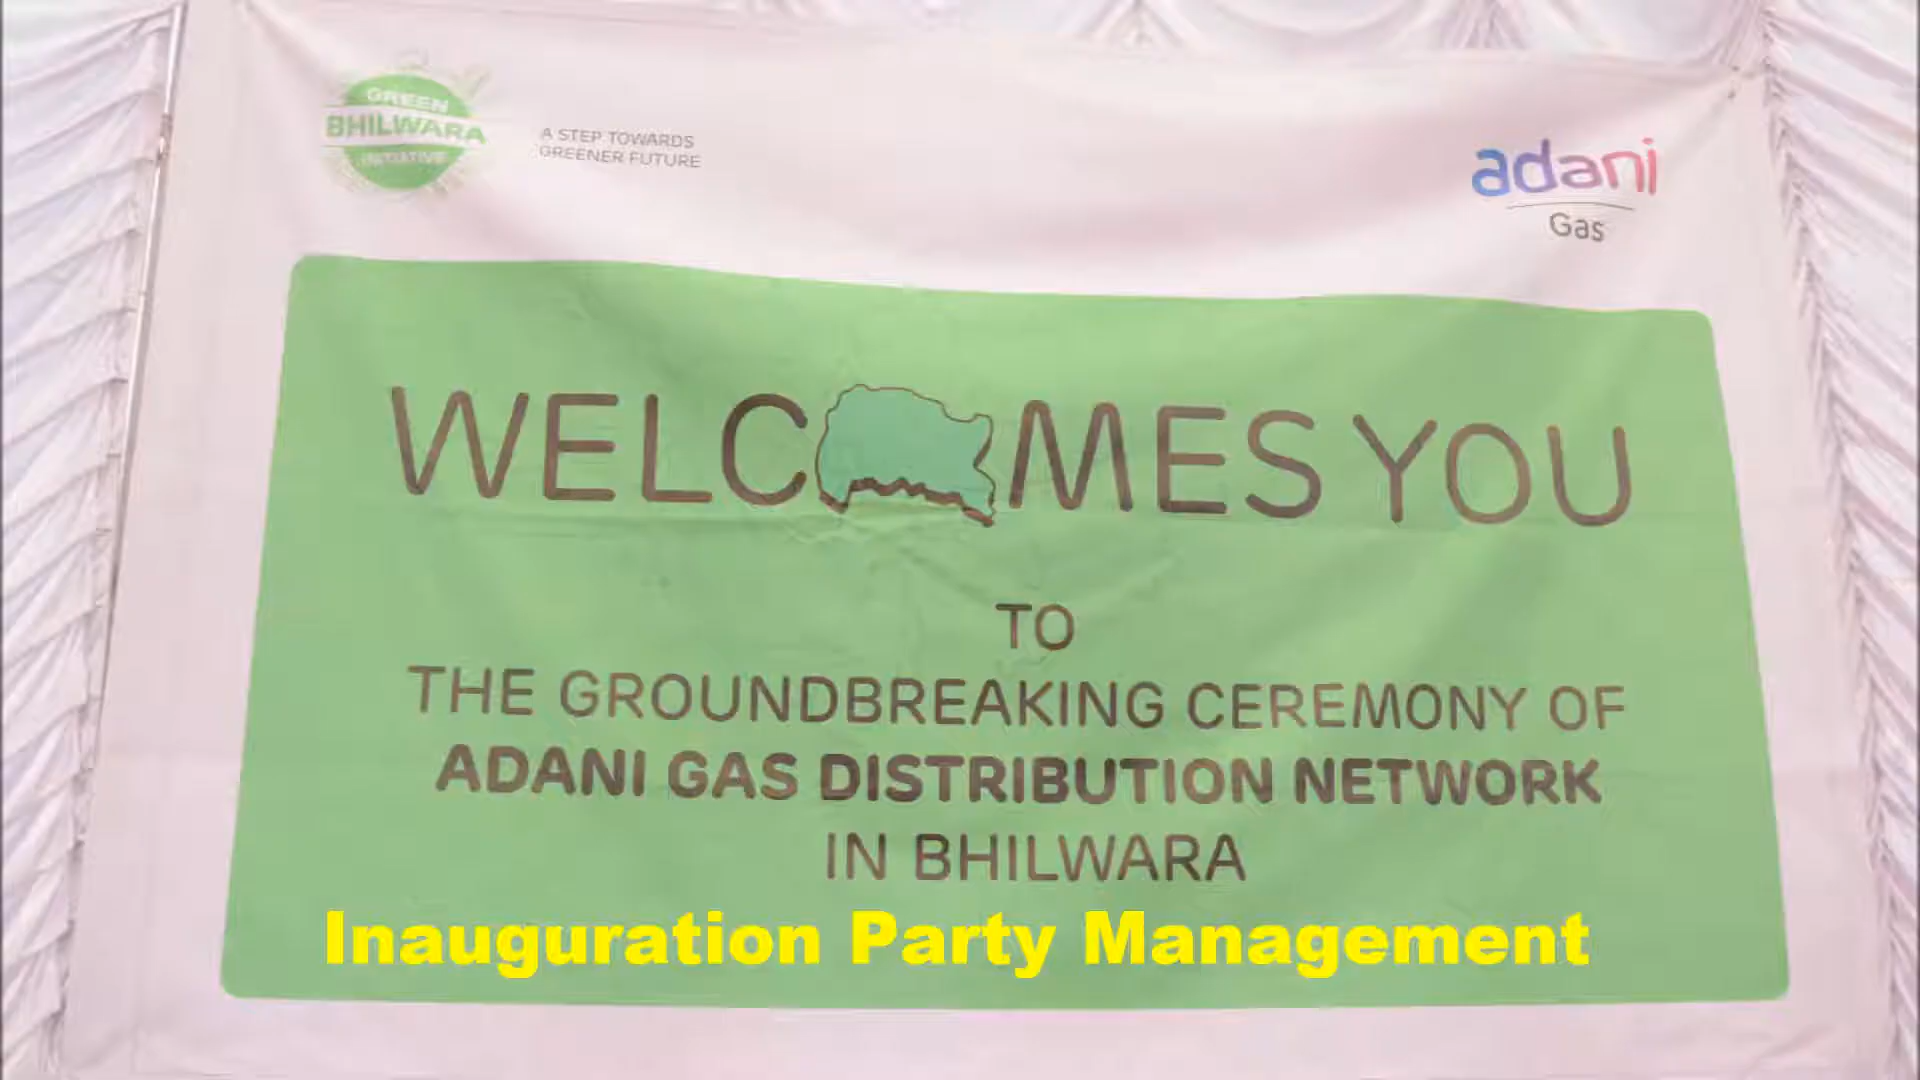 GREEN
BHILWARA
INITIATIVE
A STEP TOWARDS
GREENER FUTURE
adani
Gas
WELC MES YOU
TO
THE GROUNDBREAKING CEREMONY OF
ADANI GAS DISTRIBUTION NETWORK
IN BHILWARA
Inauguration Party Management